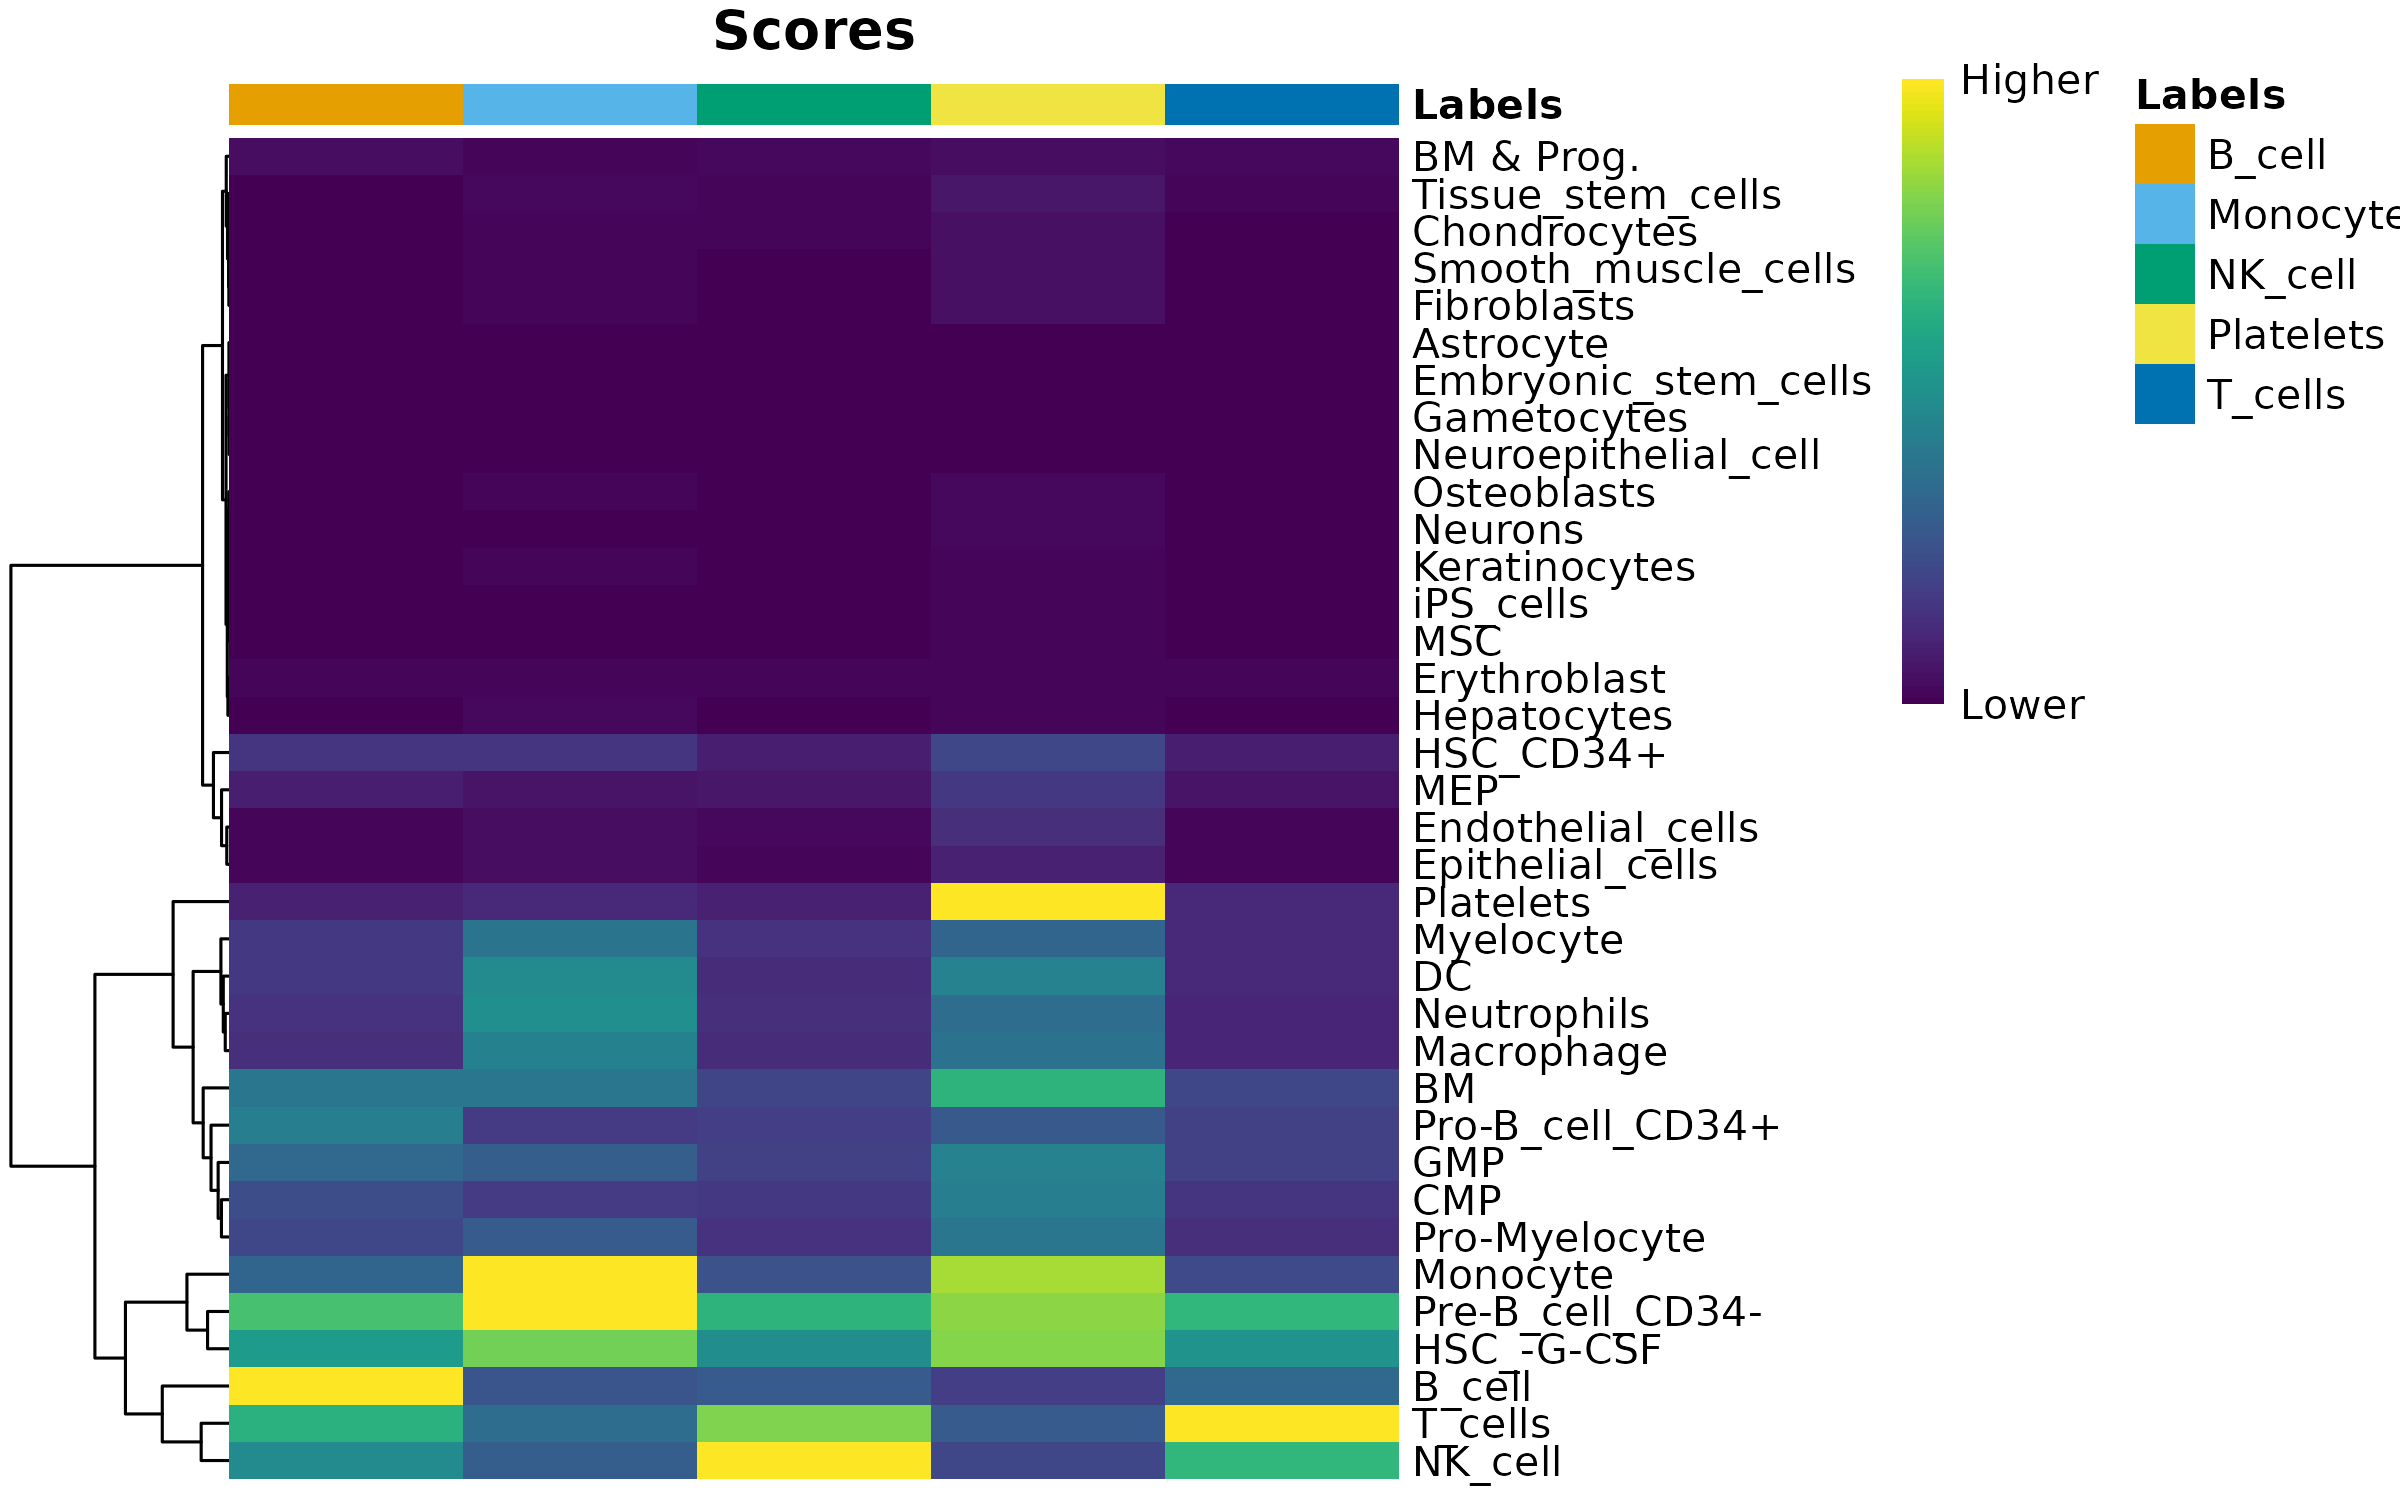 Scores
Labels
BM & Prog.
Tissue_stem_cells
Chondrocytes
Smooth_muscle_cells
Fibroblasts
Astrocyte
Embryonic_stem_cells
Gametocytes
Neuroepithelial_cell
Osteoblasts
Neurons
Keratinocytes
iPS_cells
MSC
Erythroblast
Hepatocytes
HSC_CD34+
MEP
Endothelial_cells
Epithelial_cells
Platelets
Myelocyte
DC
Neutrophils
Macrophage
BM
Pro-B_cell_CD34+
GMP
CMP
Pro-Myelocyte
Monocyte
Pre-B_cell_CD34-
HSC_-G-CSF
B_cell
T_cells
NK_cell
Higher
Lower
Labels
B_cell
Monocyte
NK_cell
Platelets
T_cells